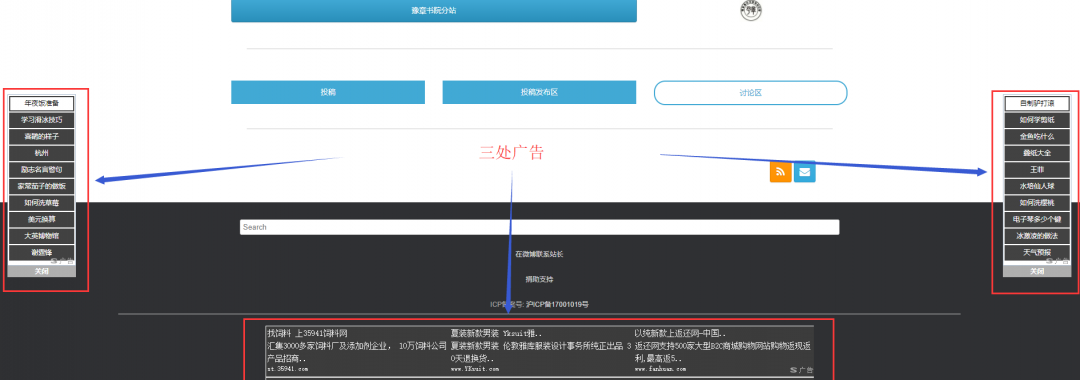 豫章书院分站
投稿
投稿发布区
讨论区
年夜饭准备
学习滑冰技巧
喜鹊的样子
杭州
励志名言警句
家常茄子的做饭
如何洗草莓
美元换算
大英博物馆
谢霆锋
广告
关闭
三处广告
自制驴打滚
如何学剪纸
金鱼吃什么
叠纸大全
王菲
水培仙人球
如何洗樱桃
电子琴多少个键
冰激凌的做法
天气预报
广告
关闭
Search
在微博联系站长
捐助支持
ICP备案号: 沪ICP备17001019号
找饲料 上35941饲料网
汇集3000多家饲料厂及添加剂企业， 10万饲料公司
产品招商..
st.35941.com
夏装新款男装 Yksuit雅..
夏装新款男装 伦敦雅库服装设计事务所纯正出品 3
0天退换货..
www.YKsuit.com
以纯新款上返还网-中国..
返还网支持500家大型B2C商城购物网站购物返现返
利,最高返5..
www.fanhuan.com
广告